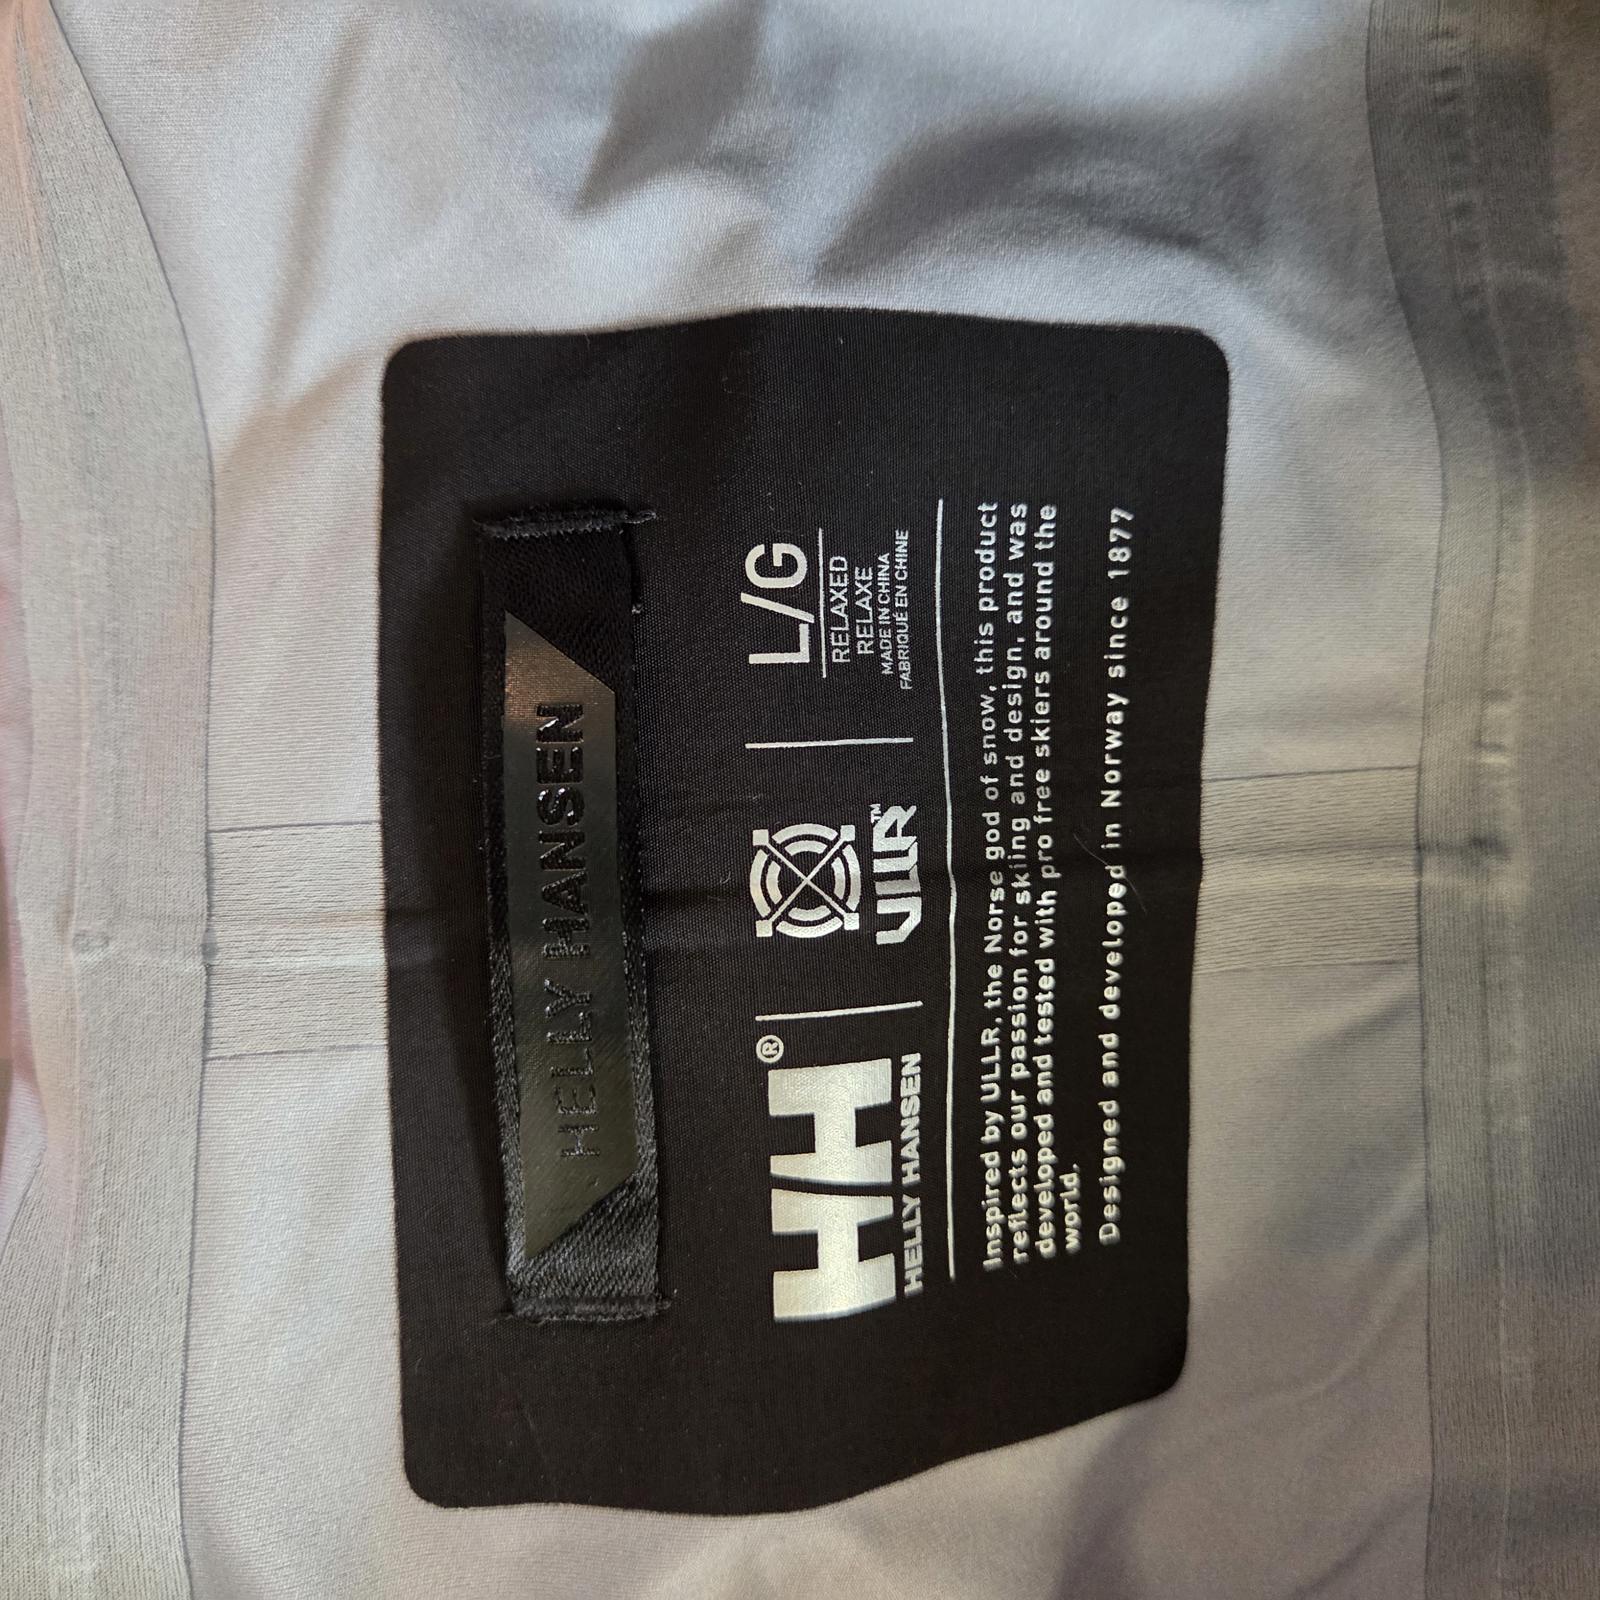 HELLY HANSEN
HH®
HELLY HANSEN
ULLR™
L/G
RELAXED
RELAXE
MADE IN CHINA
FABRIQUÉ EN CHINE
Inspired by ULLR, the Norse god of snow, this product
reflects our passion for skiing and design, and was
developed and tested with pro free skiers around the
world.
Designed and developed in Norway since 1877